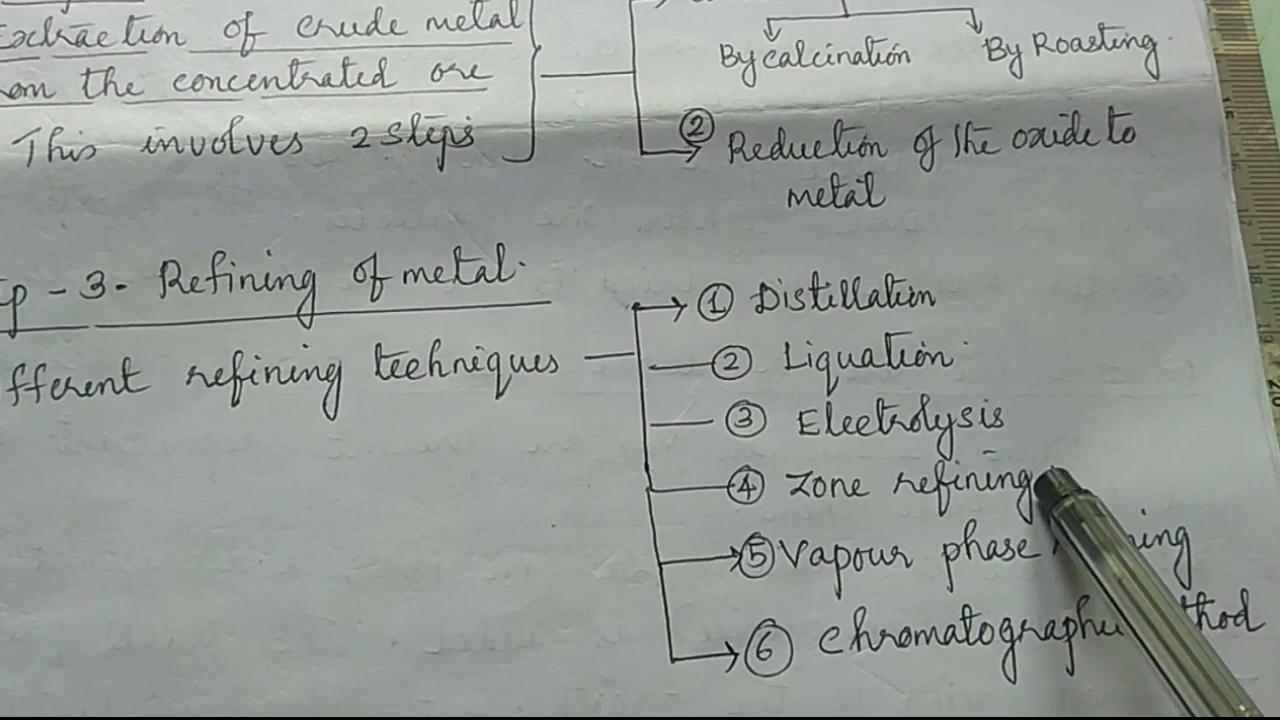 Extraction of crude metal
from the concentrated ore
This involves 2 steps
By calcination
By Roasting.
② Reduction of the oxide to
metal
ep - 3. Refining of metal.
fferent refining techniques
① Distillation
② Liquation
③ Electrolysis
④ Zone refining
⑤ Vapour phase
⑥ Chromatographic